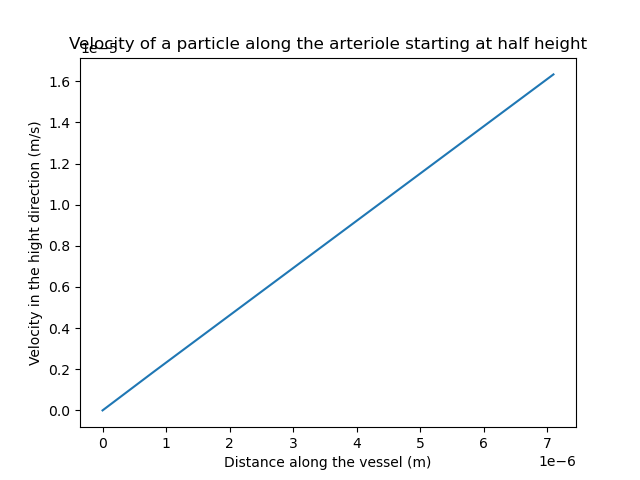 Velocity of a particle along the arteriole starting at half height
1e−5
1.6
1.4
1.2
1.0
0.8
0.6
0.4
0.2
0.0
Velocity in the hight direction (m/s)
0 1 2 3 4 5 6 7
Distance along the vessel (m)
1e−6